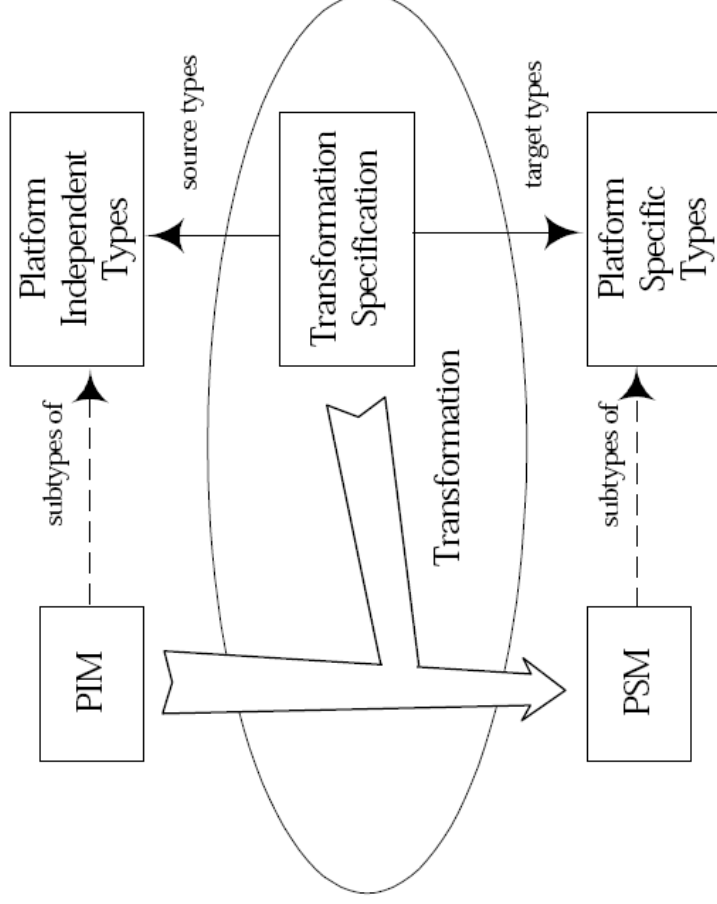 Platform
Independent
Types
source types
Transformation
Specification
target types
Platform
Specific
Types
subtypes of
Transformation
subtypes of
PIM
PSM